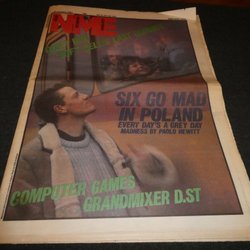 NME
SIX GO MAD
IN POLAND
EVERY DAY'S A GREY DAY
MADNESS BY PAOLO HEWITT
COMPUTER GAMES
GRANDMIXER D.ST